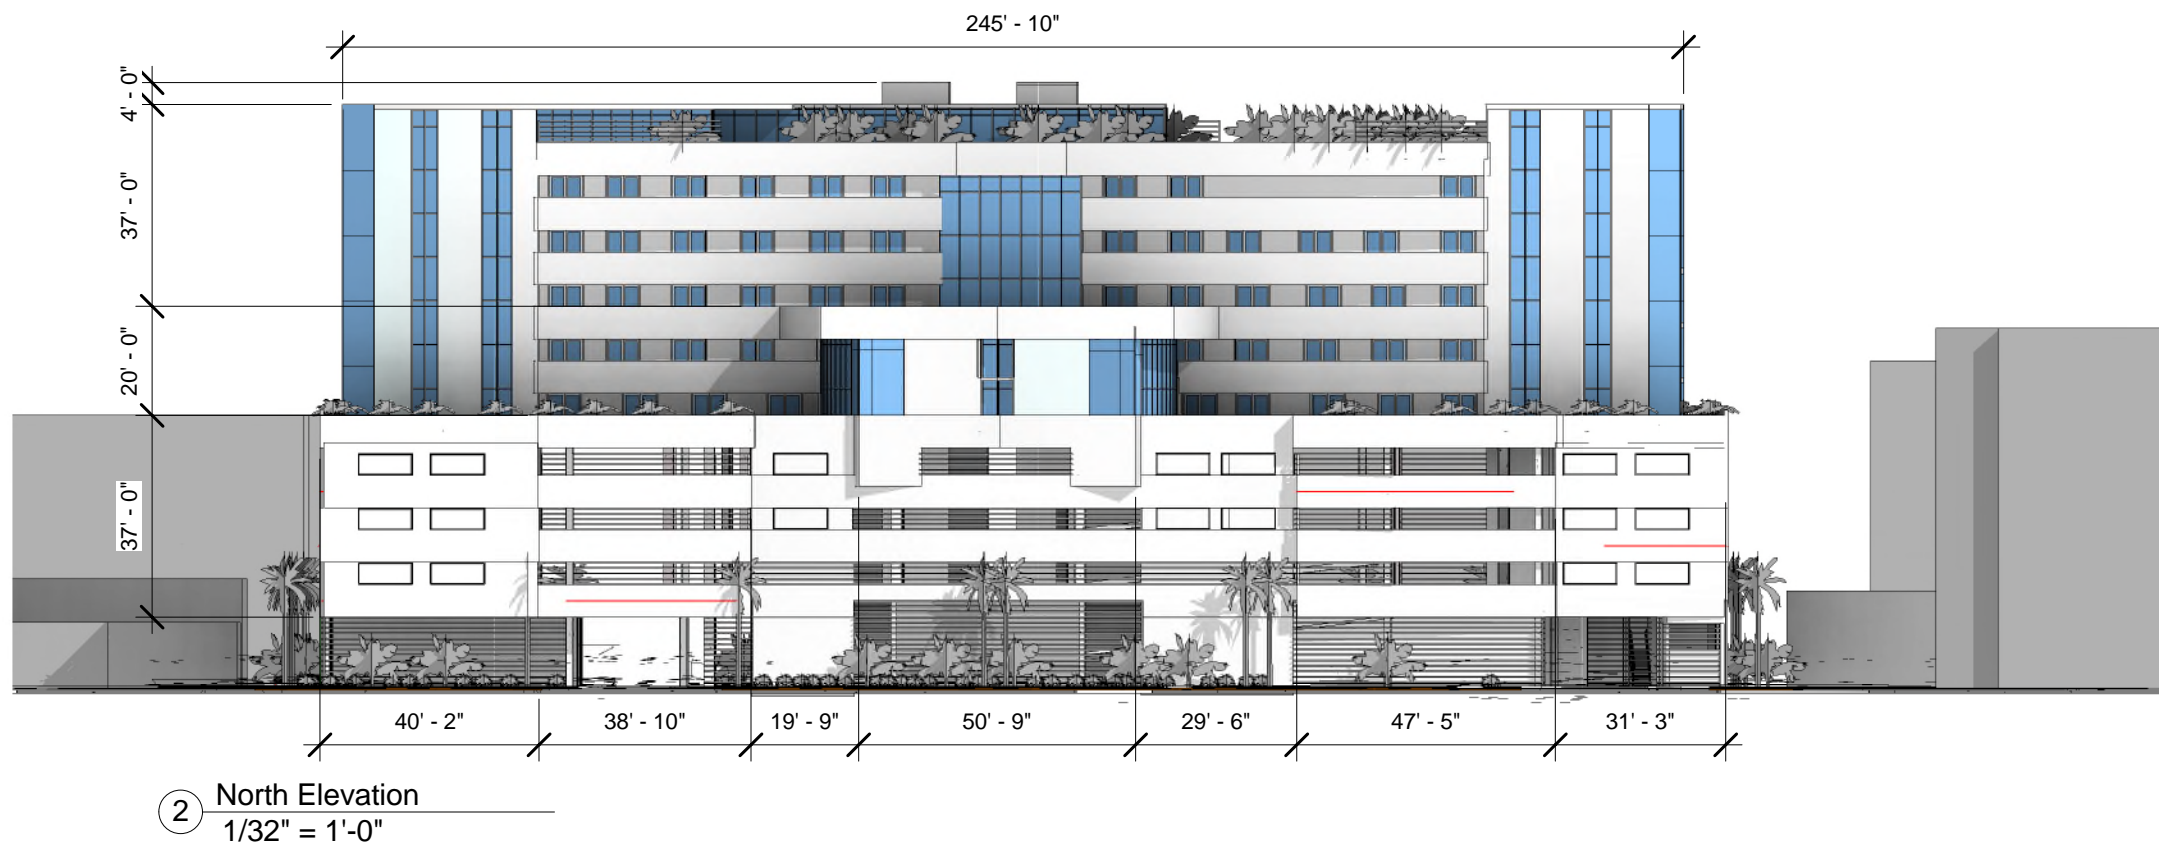 245' - 10"
4' - 0"
37' - 0"
20' - 0"
37' - 0"
40' - 2"
38' - 10"
19' - 9"
50' - 9"
29' - 6"
47' - 5"
31' - 3"
2
North Elevation
1/32" = 1'-0"